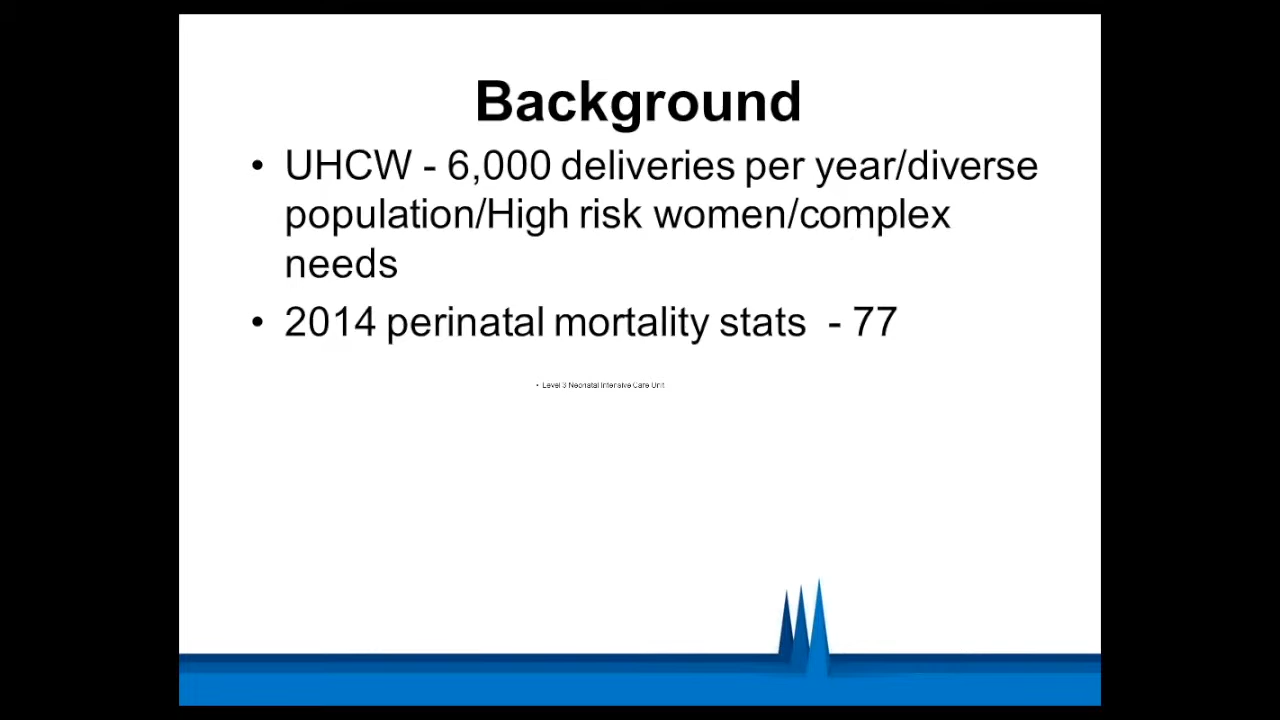 Background
• UHCW - 6,000 deliveries per year/diverse
population/High risk women/complex
needs
• 2014 perinatal mortality stats - 77
• Level 3 Neonatal Intensive Care Unit